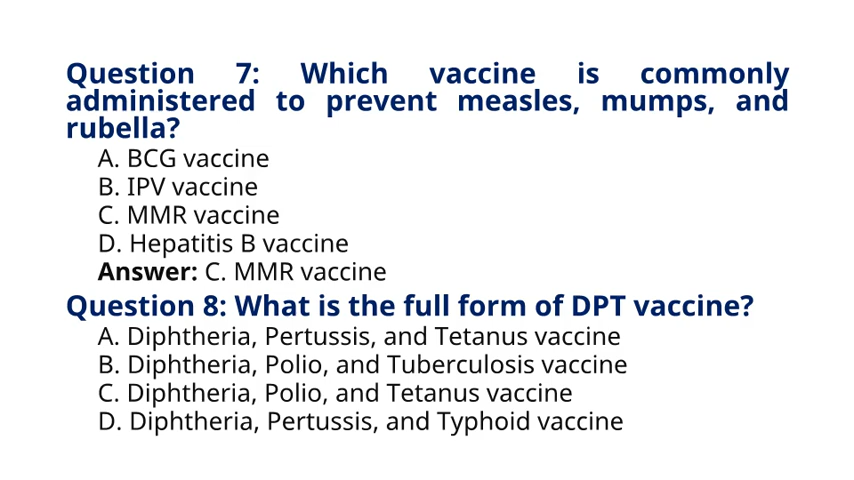 Question 7: Which vaccine is commonly
administered to prevent measles, mumps, and
rubella?
A. BCG vaccine
B. IPV vaccine
C. MMR vaccine
D. Hepatitis B vaccine
Answer: C. MMR vaccine
Question 8: What is the full form of DPT vaccine?
A. Diphtheria, Pertussis, and Tetanus vaccine
B. Diphtheria, Polio, and Tuberculosis vaccine
C. Diphtheria, Polio, and Tetanus vaccine
D. Diphtheria, Pertussis, and Typhoid vaccine